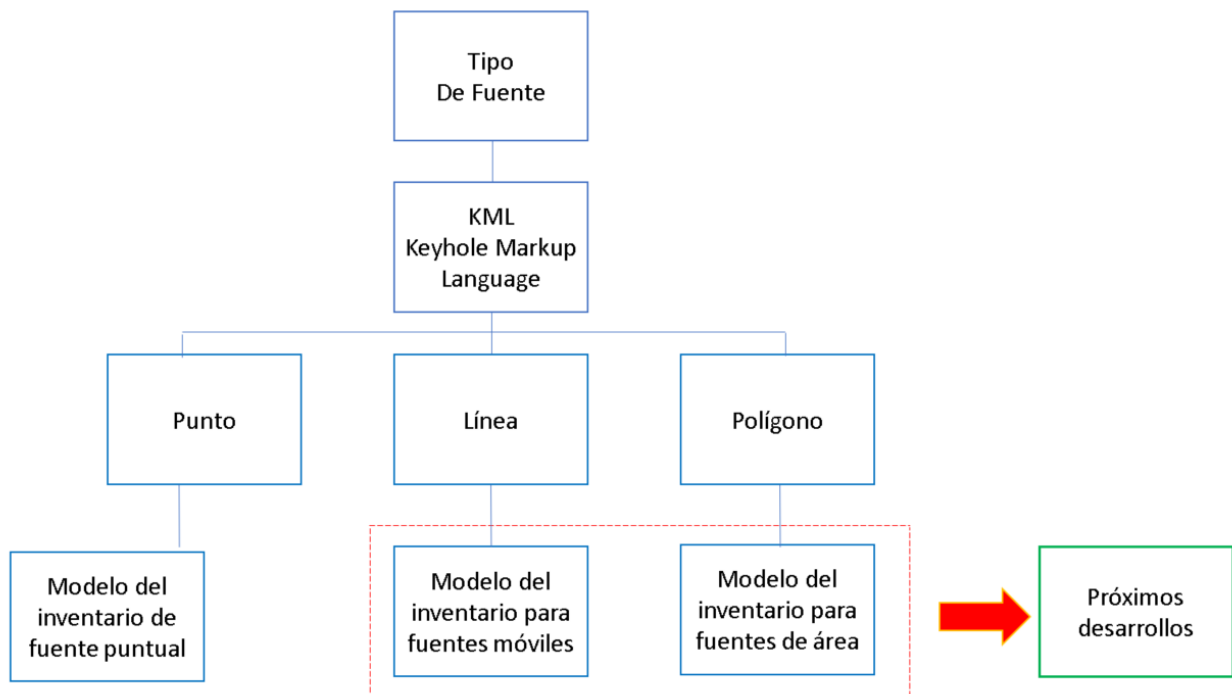 Tipo
De Fuente
KML
Keyhole Markup
Language
Punto
Línea
Polígono
Modelo del
inventario de
fuente puntual
Modelo del
inventario para
fuentes móviles
Modelo del
inventario para
fuentes de área
Próximos
desarrollos